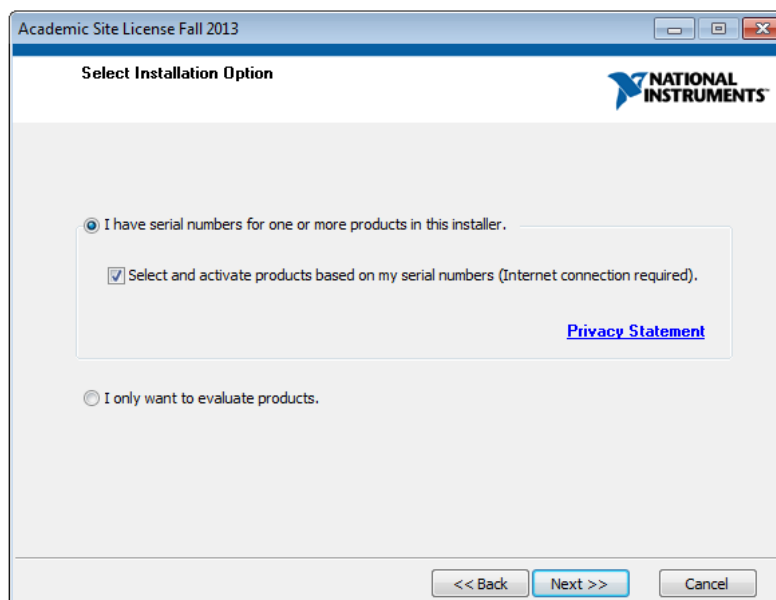 Academic Site License Fall 2013
Select Installation Option
NATIONAL
INSTRUMENTS™
I have serial numbers for one or more products in this installer.
Select and activate products based on my serial numbers (Internet connection required).
Privacy Statement
I only want to evaluate products.
<< Back
Next >>
Cancel